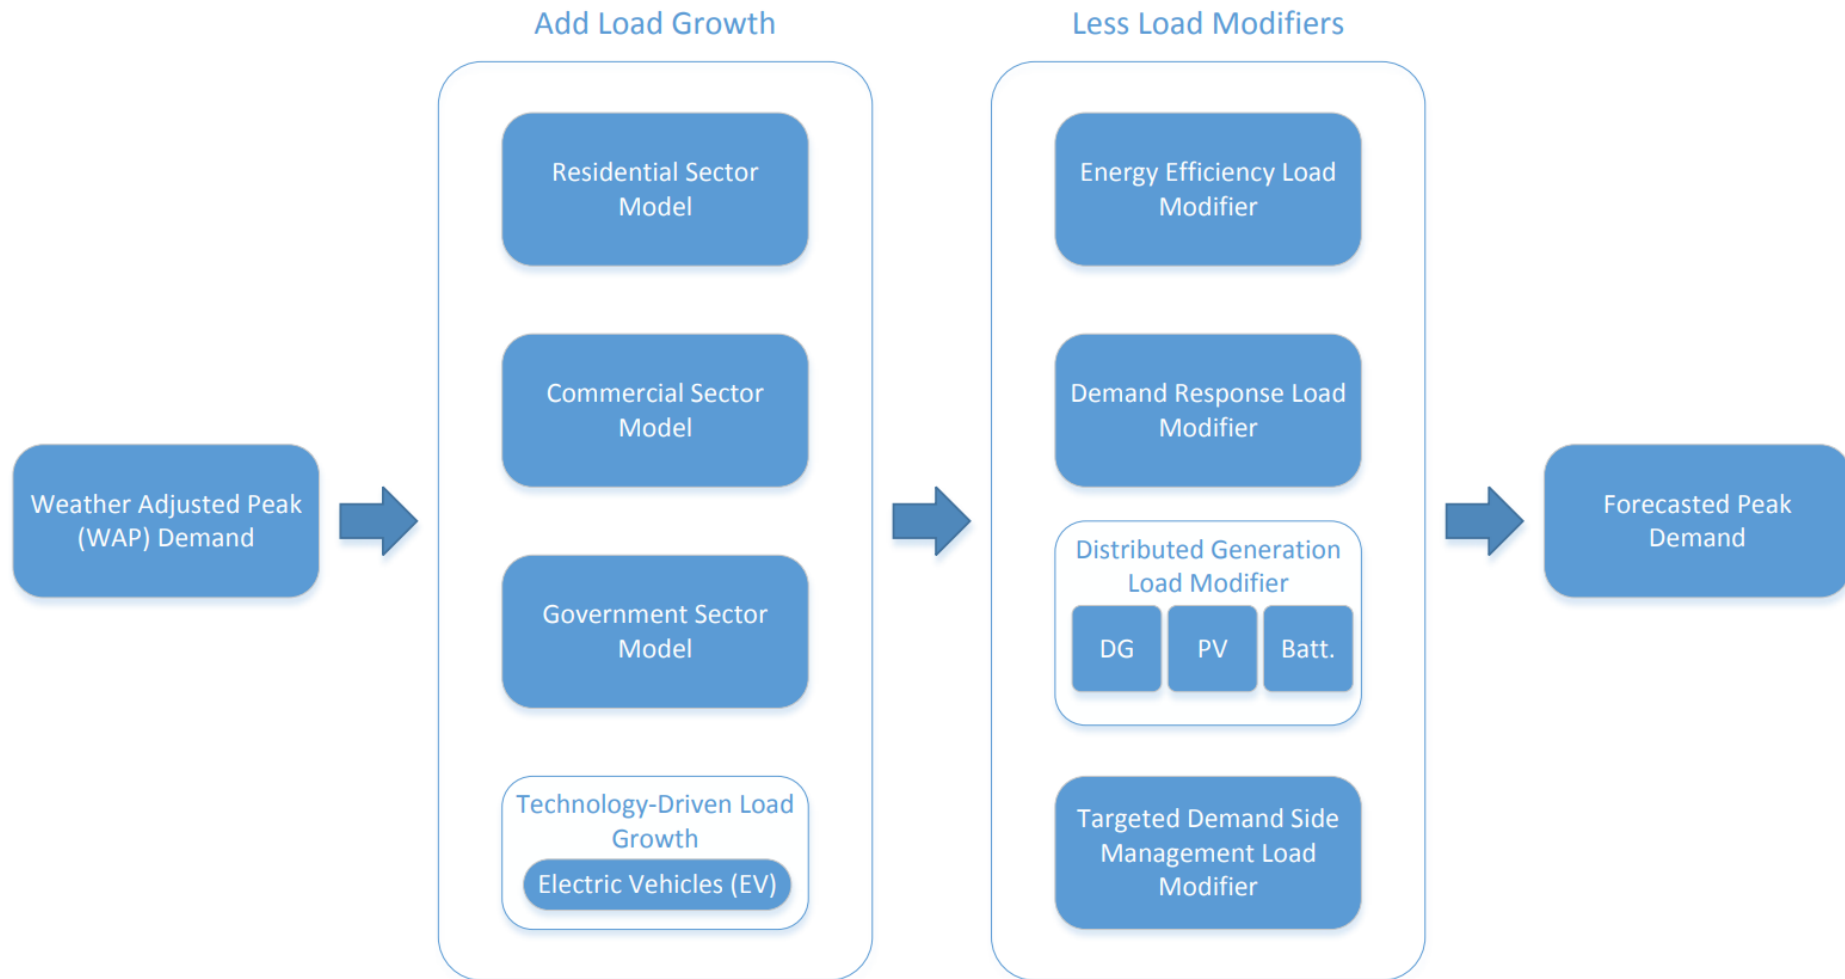 Add Load Growth
Less Load Modifiers
Weather Adjusted Peak
(WAP) Demand
Residential Sector
Model
Commercial Sector
Model
Government Sector
Model
Technology-Driven Load
Growth
Electric Vehicles (EV)
Energy Efficiency Load
Modifier
Demand Response Load
Modifier
Distributed Generation
Load Modifier
DG
PV
Batt.
Targeted Demand Side
Management Load
Modifier
Forecasted Peak
Demand